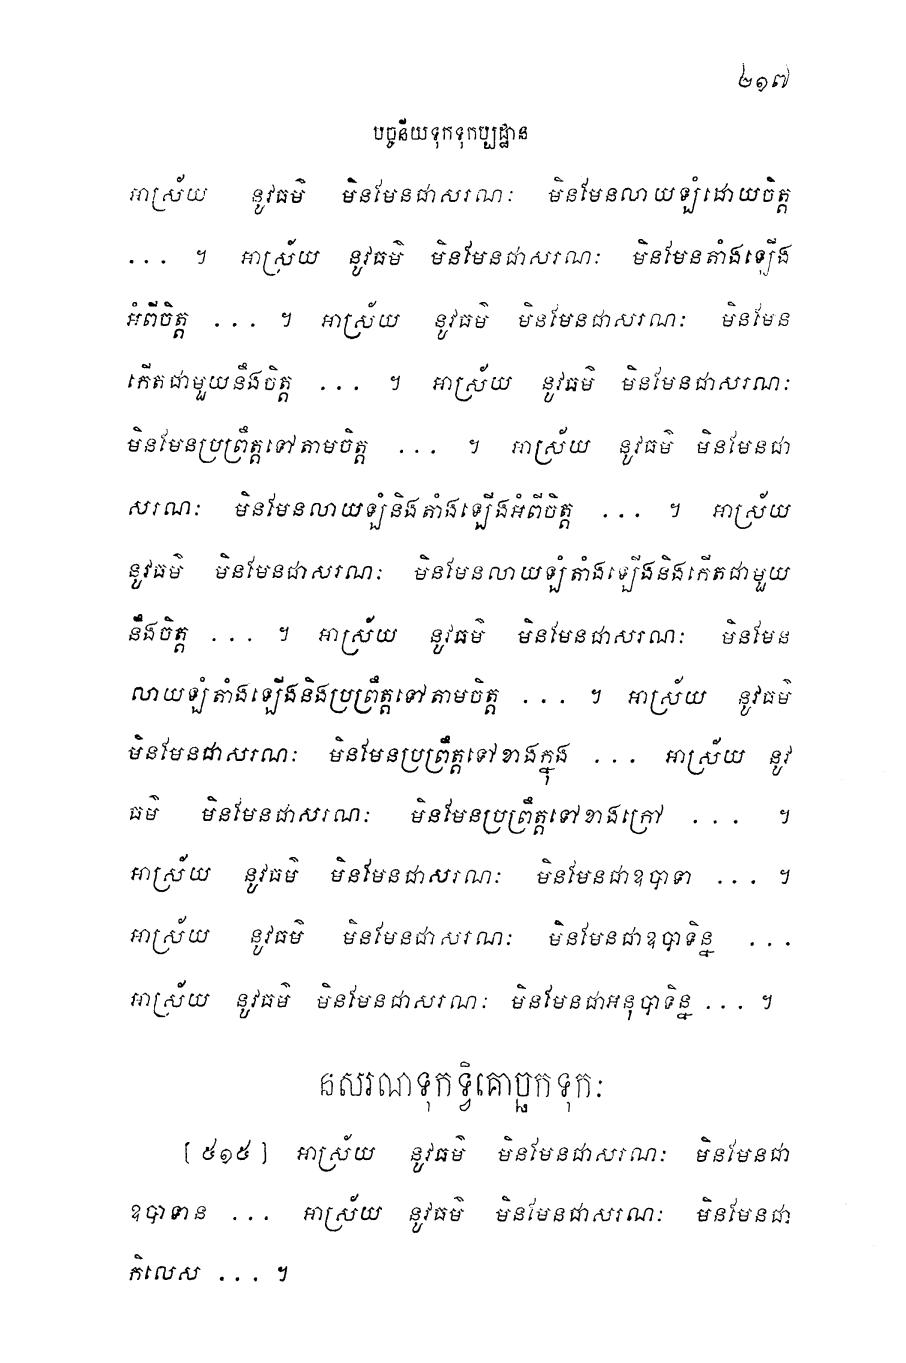 ២១៧
បច្ចនីយទុកទុកប្បដ្ឋាន
អាស្រ័យ នូវធម៌ មិនមែនជាសរណៈ មិនមែនលាយឡំដោយចិត្ត
... ។ អាស្រ័យ នូវធម៌ មិនមែនជាសរណៈ មិនមែនតាំងឡើង
អំពីចិត្ត ... ។ អាស្រ័យ នូវធម៌ មិនមែនជាសរណៈ មិនមែន
កើតជាមួយនឹងចិត្ត ... ។ អាស្រ័យ នូវធម៌ មិនមែនជាសរណៈ
មិនមែនប្រព្រឹត្តទៅតាមចិត្ត ... ។ អាស្រ័យ នូវធម៌ មិនមែនជា
សរណៈ មិនមែនលាយឡំនិងតាំងឡើងអំពីចិត្ត ... ។ អាស្រ័យ
នូវធម៌ មិនមែនជាសរណៈ មិនមែនលាយឡំតាំងឡើងនិងកើតជាមួយ
នឹងចិត្ត ... ។ អាស្រ័យ នូវធម៌ មិនមែនជាសរណៈ មិនមែន
លាយឡំតាំងឡើងនិងប្រព្រឹត្តទៅតាមចិត្ត ... ។ អាស្រ័យ នូវធម៌
មិនមែនជាសរណៈ មិនមែនប្រព្រឹត្តទៅខាងក្នុង ... អាស្រ័យ នូវ
ធម៌ មិនមែនជាសរណៈ មិនមែនប្រព្រឹត្តទៅខាងក្រៅ ... ។
អាស្រ័យ នូវធម៌ មិនមែនជាសរណៈ មិនមែនជាឧបាទា ... ។
អាស្រ័យ នូវធម៌ មិនមែនជាសរណៈ មិនមែនជាឧបាទិន្ន ...
អាស្រ័យ នូវធម៌ មិនមែនជាសរណៈ មិនមែនជាអនុបាទិន្ន ... ។
នសរណទុកទ្វិគោច្ឆកទុកៈ
[៥១៥] អាស្រ័យ នូវធម៌ មិនមែនជាសរណៈ មិនមែនជា
ឧបាទាន ... អាស្រ័យ នូវធម៌ មិនមែនជាសរណៈ មិនមែនជា
កិលេស ... ។